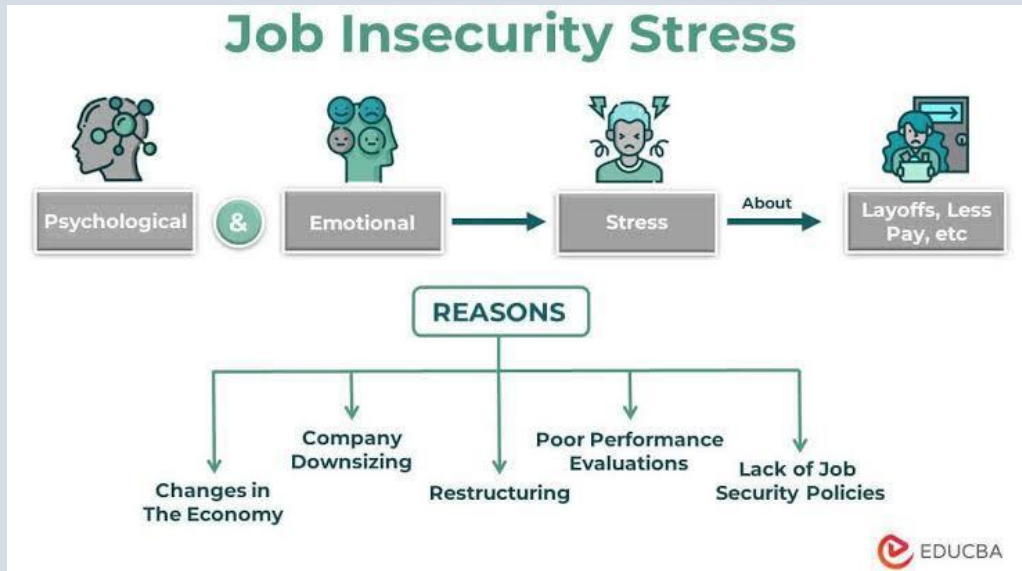 Job Insecurity Stress
Psychological
&
Emotional
Stress
About
Layoffs, Less
Pay, etc
REASONS
Changes in
The Economy
Company
Downsizing
Restructuring
Poor Performance
Evaluations
Lack of Job
Security Policies
EDUCBA